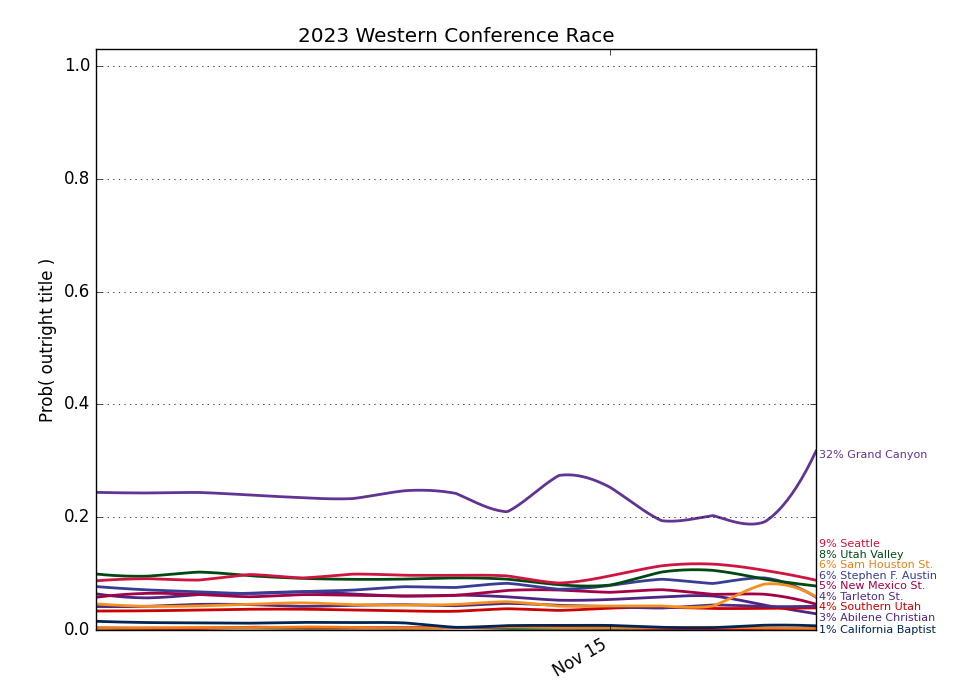 2023 Western Conference Race
1.0
0.8
0.6
0.4
0.2
0.0
Prob( outright title )
Nov 15
32% Grand Canyon
9% Seattle
8% Utah Valley
6% Sam Houston St.
6% Stephen F. Austin
5% New Mexico St.
4% Tarleton St.
4% Southern Utah
3% Abilene Christian
1% California Baptist